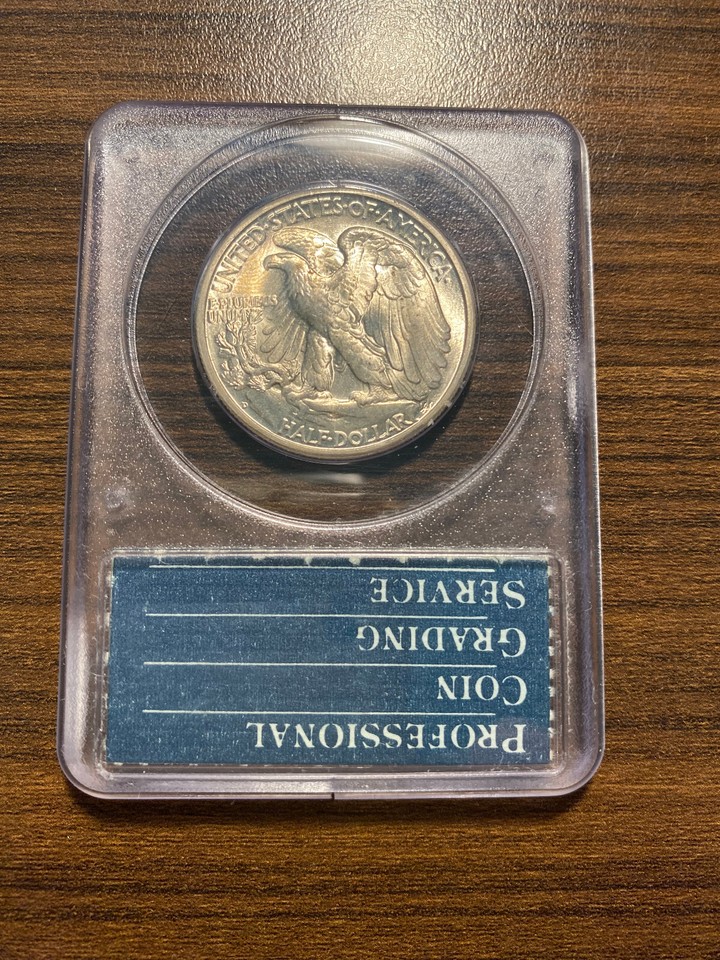 UNITED·STATES·OF·AMERICA·
E·PLURIBUS
UNUM
D
HALF·DOLLAR
PROFESSIONAL
COIN
GRADING
SERVICE